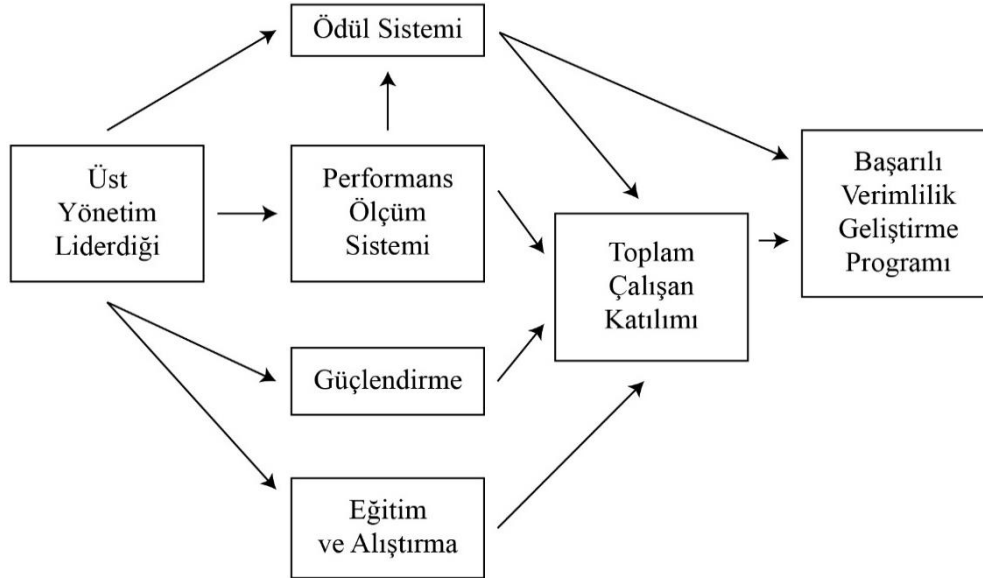 Ödül Sistemi
Üst
Yönetim
Liderdiği
Performans
Ölçüm
Sistemi
Başarılı
Verimlilik
Geliştirme
Programı
Toplam
Çalışan
Katılımı
Güçlendirme
Eğitim
ve Alıştırma